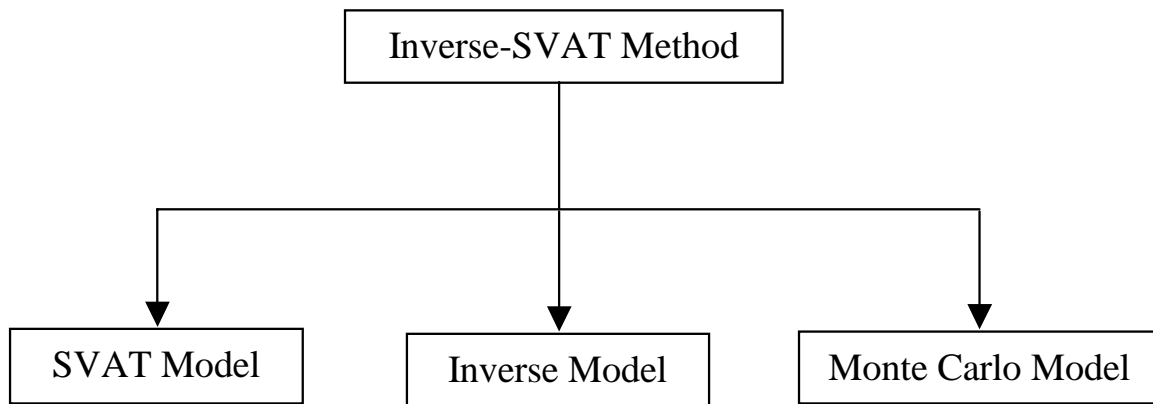 Inverse-SVAT Method
SVAT Model
Inverse Model
Monte Carlo Model